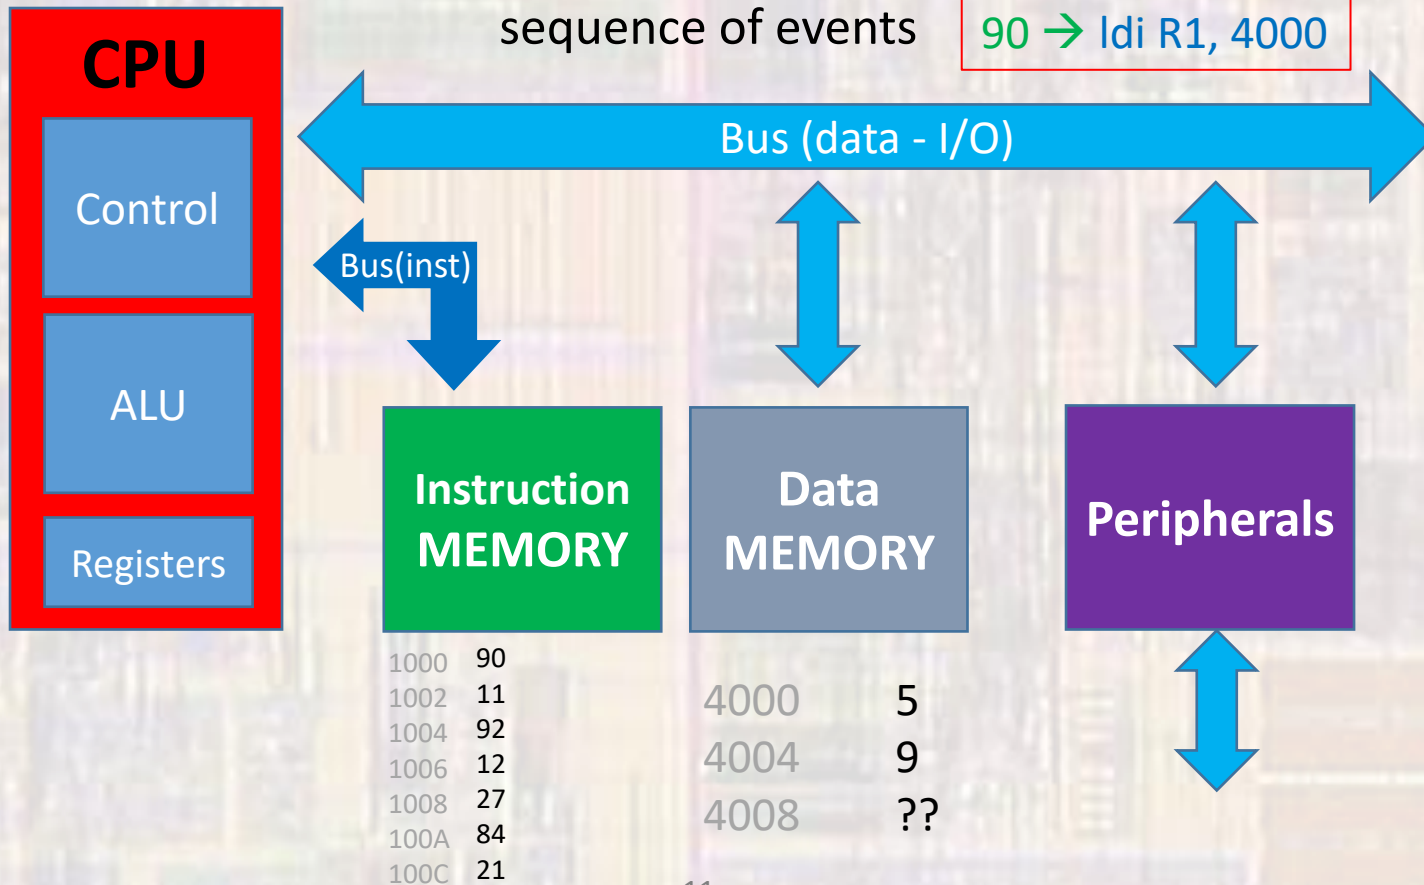 sequence of events
90 → ldi R1, 4000
CPU
Control
ALU
Registers
Bus (data - I/O)
Bus(inst)
Instruction
MEMORY
Data
MEMORY
Peripherals
1000 90
1002 11
1004 92
1006 12
1008 27
100A 84
100C 21
4000 5
4004 9
4008 ??